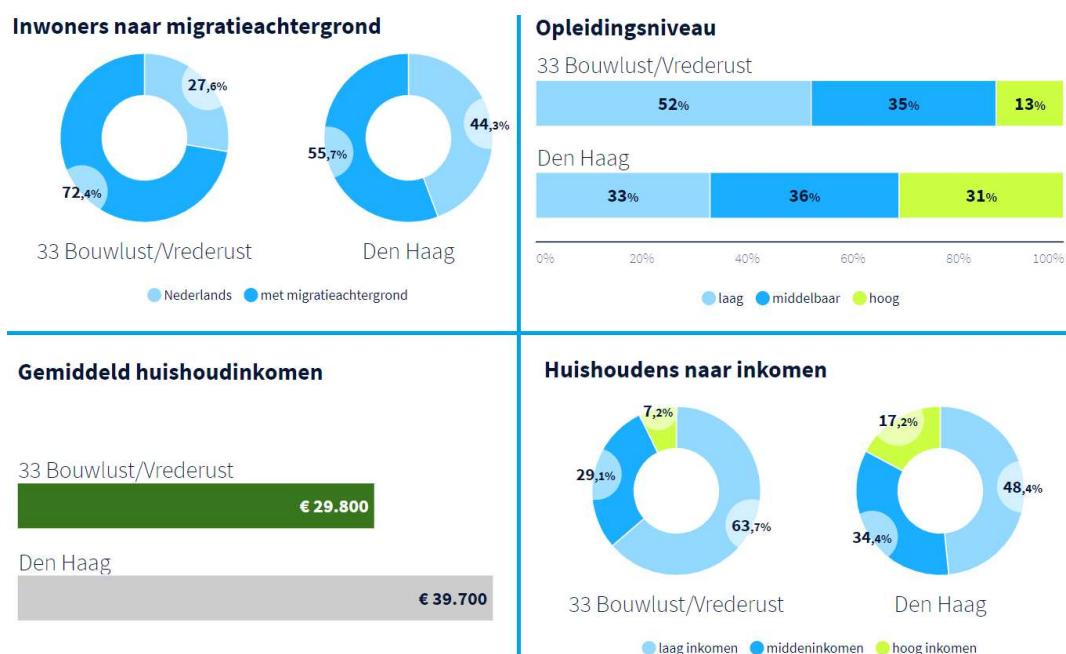 Inwoners naar migratieachtergrond
27,6%
72,4%
44,3%
55,7%
33 Bouwlust/Vrederust
Den Haag
Nederlands
met migratieachtergrond
Opleidingsniveau
33 Bouwlust/Vrederust
52%
35%
13%
Den Haag
33%
36%
31%
0%
20%
40%
60%
80%
100%
laag
middelbaar
hoog
Gemiddeld huishoudinkomen
33 Bouwlust/Vrederust
€ 29.800
Den Haag
€ 39.700
Huishoudens naar inkomen
7,2%
29,1%
63,7%
17,2%
48,4%
34,4%
33 Bouwlust/Vrederust
Den Haag
laag inkomen
middeninkomen
hoog inkomen